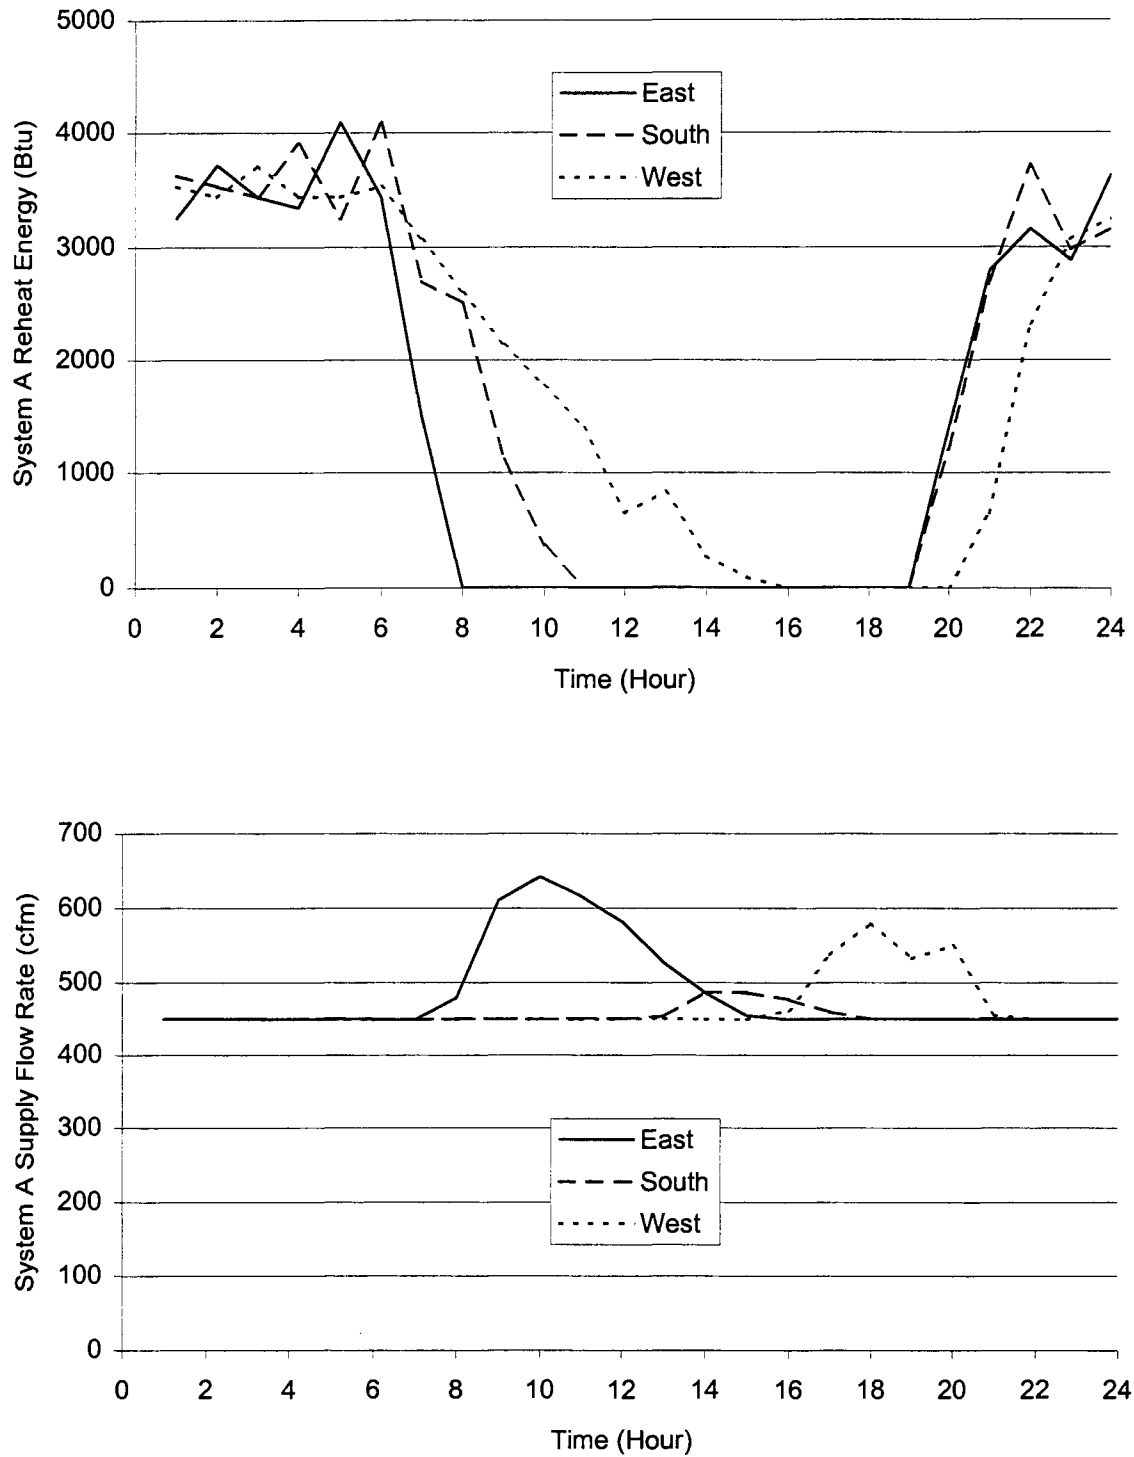 System A Reheat Energy (Btu)
5000
4000
3000
2000
1000
0
East
South
West
0 2 4 6 8 10 12 14 16 18 20 22 24
Time (Hour)
System A Supply Flow Rate (cfm)
700
600
500
400
300
200
100
0
East
South
West
0 2 4 6 8 10 12 14 16 18 20 22 24
Time (Hour)